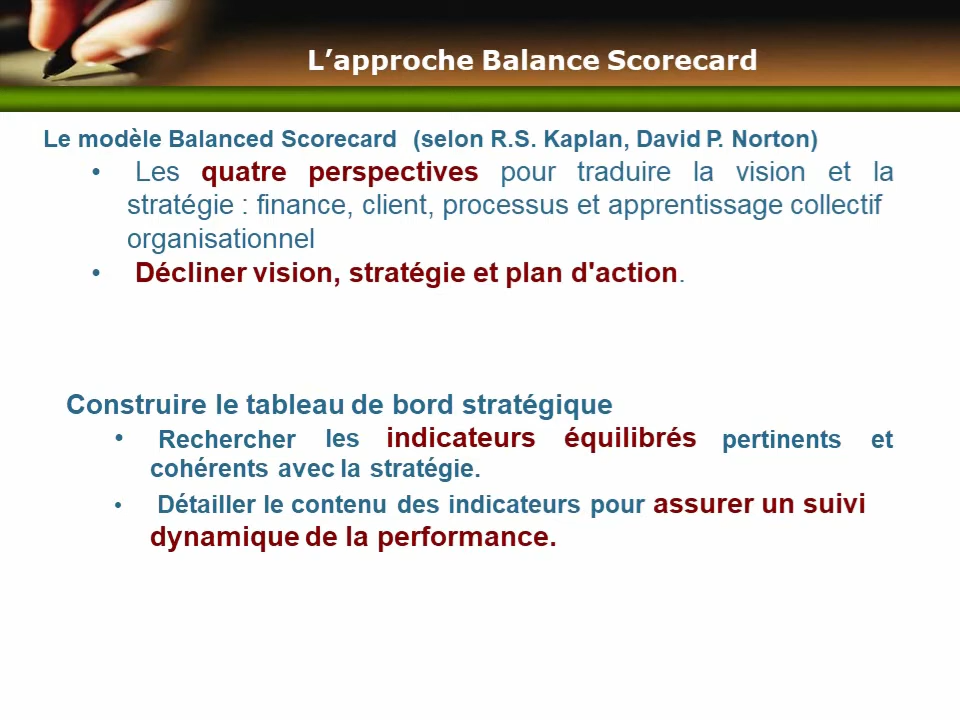 L’approche Balance Scorecard
Le modèle Balanced Scorecard (selon R.S. Kaplan, David P. Norton)
• Les quatre perspectives pour traduire la vision et la
stratégie : finance, client, processus et apprentissage collectif
organisationnel
• Décliner vision, stratégie et plan d'action.
Construire le tableau de bord stratégique
• Rechercher les indicateurs équilibrés pertinents et
cohérents avec la stratégie.
• Détailler le contenu des indicateurs pour assurer un suivi
dynamique de la performance.